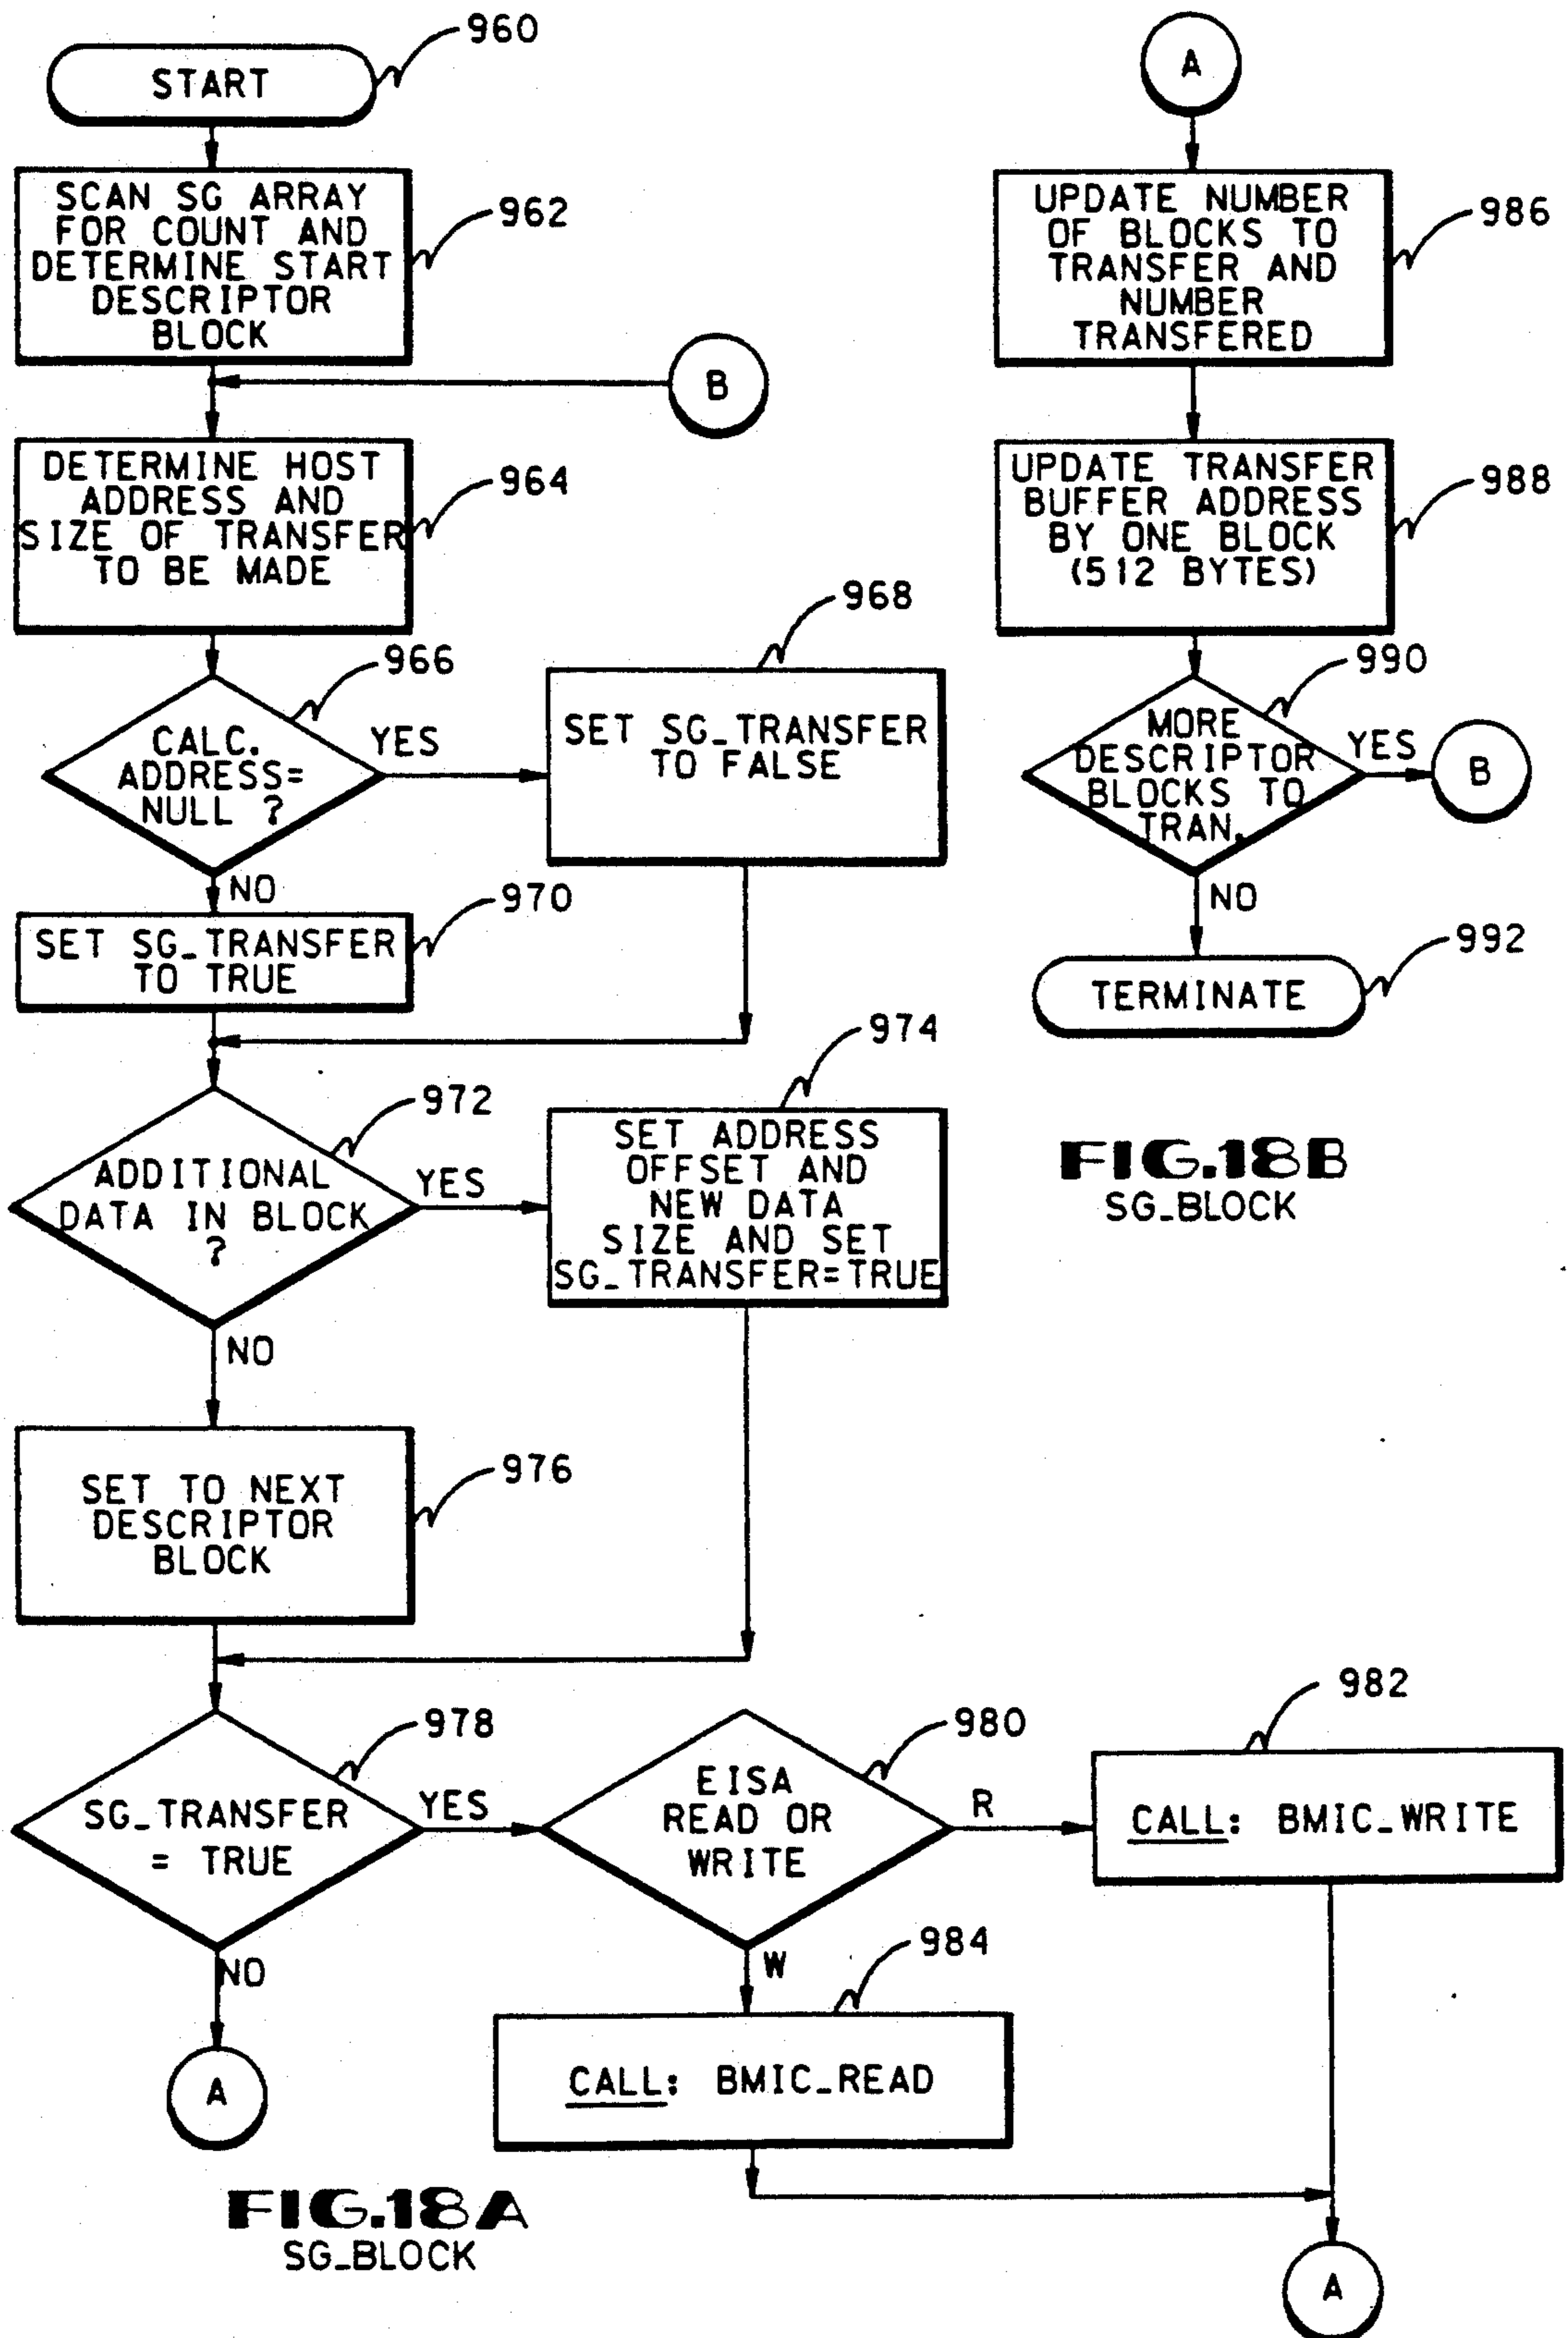 START
960
SCAN SG ARRAY
FOR COUNT AND
DETERMINE START
DESCRIPTOR
BLOCK
962
B
DETERMINE HOST
ADDRESS AND
SIZE OF TRANSFER
TO BE MADE
964
CALC.
ADDRESS=
NULL ?
966
YES
NO
SET SG_TRANSFER
TO FALSE
968
SET SG_TRANSFER
TO TRUE
970
ADDITIONAL
DATA IN BLOCK
?
972
YES
NO
SET ADDRESS
OFFSET AND
NEW DATA
SIZE AND SET
SG_TRANSFER=TRUE
974
SET TO NEXT
DESCRIPTOR
BLOCK
976
SG_TRANSFER
= TRUE
978
YES
NO
A
EISA
READ OR
WRITE
980
R
W
CALL: BMIC_WRITE
982
CALL: BMIC_READ
984
A
FIG.18A
SG_BLOCK
A
UPDATE NUMBER
OF BLOCKS TO
TRANSFER AND
NUMBER
TRANSFERED
986
UPDATE TRANSFER
BUFFER ADDRESS
BY ONE BLOCK
(512 BYTES)
988
MORE
DESCRIPTOR
BLOCKS TO
TRAN.
990
YES
B
NO
TERMINATE
992
FIG.18B
SG_BLOCK